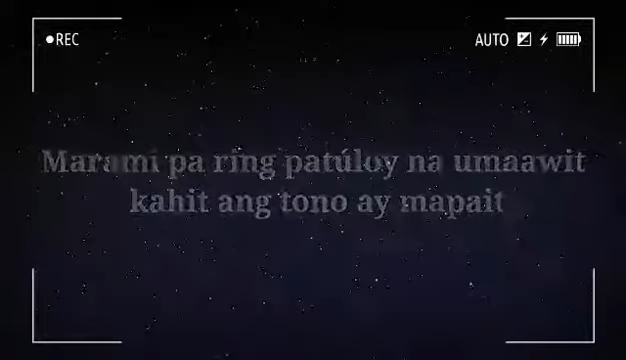 REC
AUTO
Marami pa ring patúloy na umaawit
kahit ang tono ay mapait